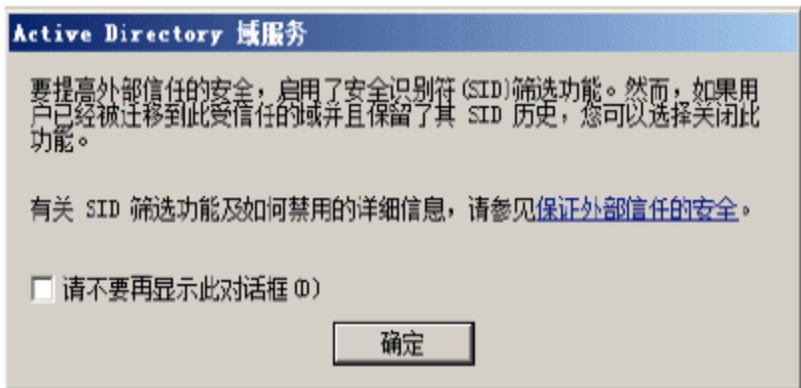 Active Directory 域服务
要提高外部信任的安全，启用了安全识别符(SID)筛选功能。然而，如果用
户已经被迁移到此受信任的域并且保留了其 SID 历史，您可以选择关闭此
功能。
有关 SID 筛选功能及如何禁用的详细信息，请参见保证外部信任的安全。
请不要再显示此对话框(D)
确定